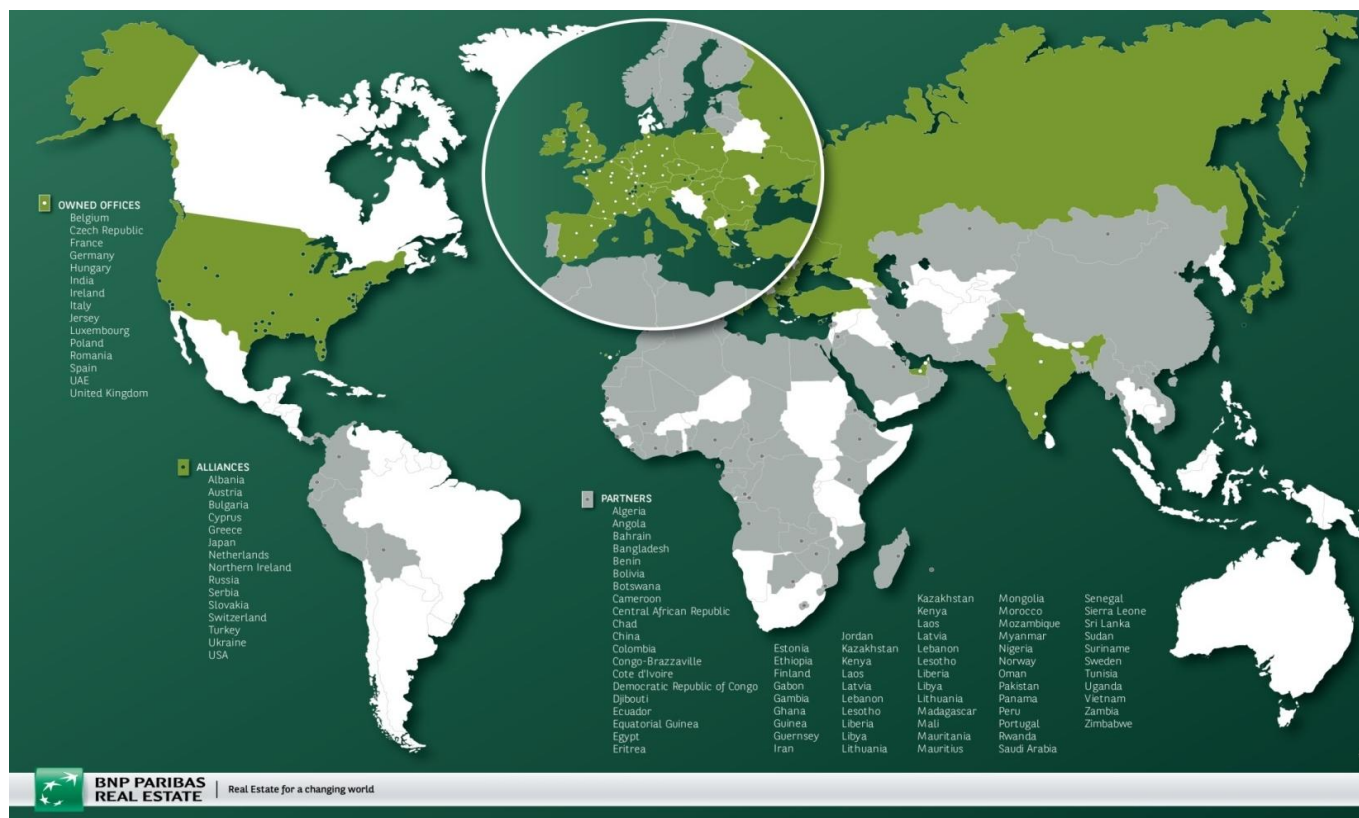 OWNED OFFICES
Belgium
Czech Republic
France
Germany
Hungary
India
Ireland
Italy
Jersey
Luxembourg
Poland
Romania
Spain
UAE
United Kingdom
ALLIANCES
Albania
Austria
Bulgaria
Cyprus
Greece
Japan
Netherlands
Northern Ireland
Russia
Serbia
Slovakia
Switzerland
Turkey
Ukraine
USA
PARTNERS
Algeria
Angola
Bahrain
Bangladesh
Benin
Bolivia
Botswana
Cameroon
Central African Republic
Chad
China
Colombia
Congo-Brazzaville
Cote d'Ivoire
Democratic Republic of Congo
Djibouti
Ecuador
Equatorial Guinea
Egypt
Eritrea
Estonia
Ethiopia
Finland
Gabon
Gambia
Ghana
Guinea
Guernsey
Iran
Jordan
Kazakhstan
Kenya
Laos
Latvia
Lebanon
Lesotho
Liberia
Libya
Lithuania
Kazakhstan
Kenya
Laos
Latvia
Lebanon
Lesotho
Liberia
Libya
Lithuania
Madagascar
Mali
Mauritania
Mauritius
Mongolia
Morocco
Mozambique
Myanmar
Nigeria
Norway
Oman
Pakistan
Panama
Peru
Portugal
Rwanda
Saudi Arabia
Senegal
Sierra Leone
Sri Lanka
Sudan
Suriname
Sweden
Tunisia
Uganda
Vietnam
Zambia
Zimbabwe
BNP PARIBAS
REAL ESTATE
Real Estate for a changing world